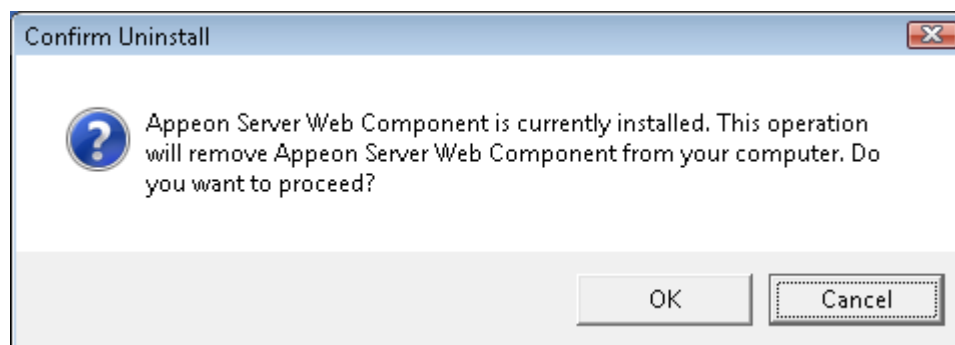 Confirm Uninstall
Appeon Server Web Component is currently installed. This operation
will remove Appeon Server Web Component from your computer. Do
you want to proceed?
OK
Cancel